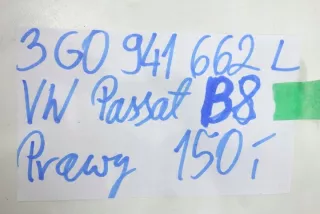 3G0 941 662 L
VW Passat B8
Prawy 150,-